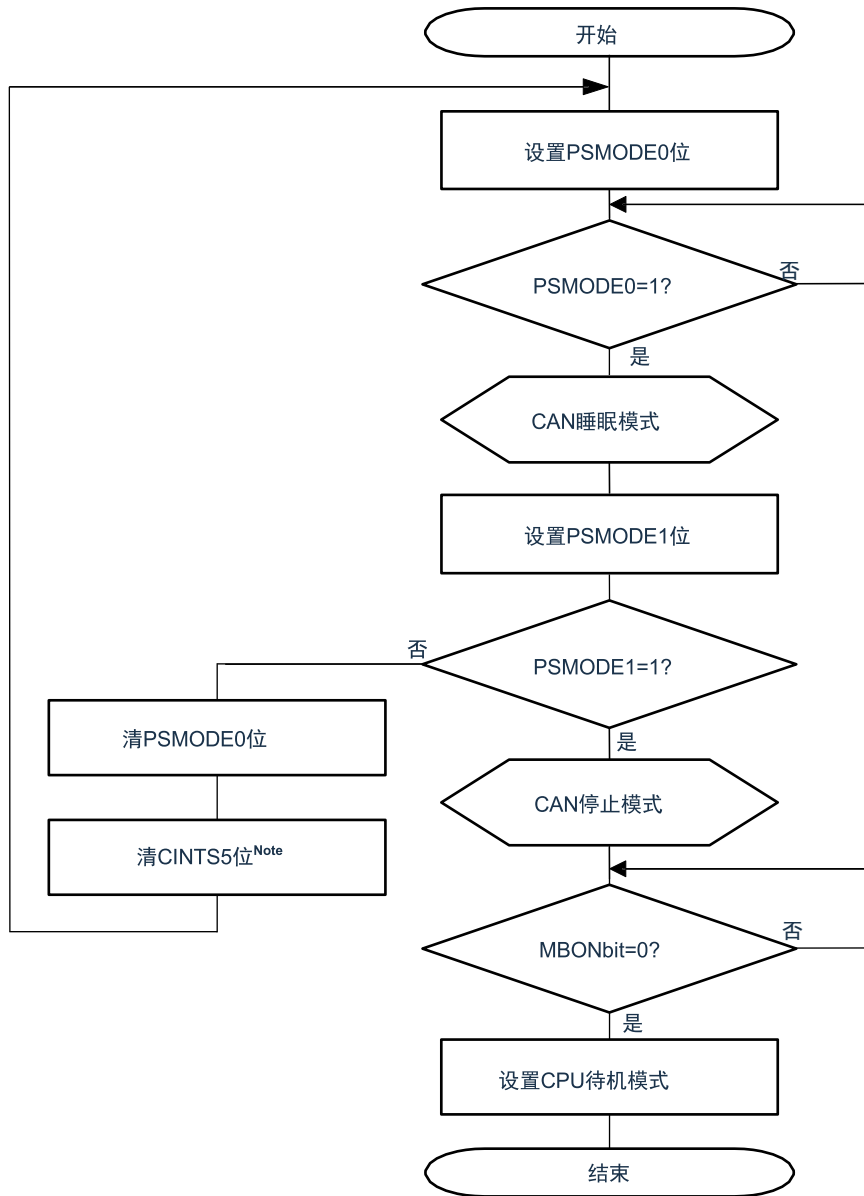 开始
设置PSMODE0位
PSMODE0=1?
否
是
CAN睡眠模式
设置PSMODE1位
PSMODE1=1?
否
是
清PSMODE0位
清CINTS5位Note
CAN停止模式
MBONbit=0?
否
是
设置CPU待机模式
结束